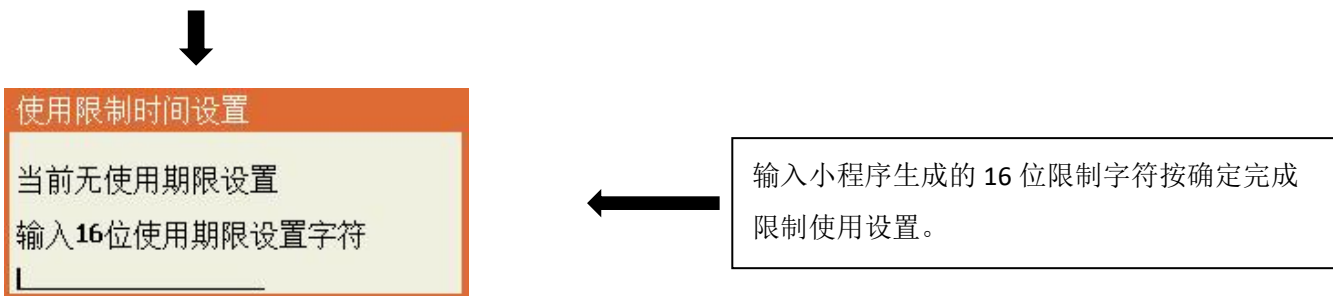 使用限制时间设置
当前无使用期限设置
输入16位使用期限设置字符
输入小程序生成的 16 位限制字符按确定完成
限制使用设置。